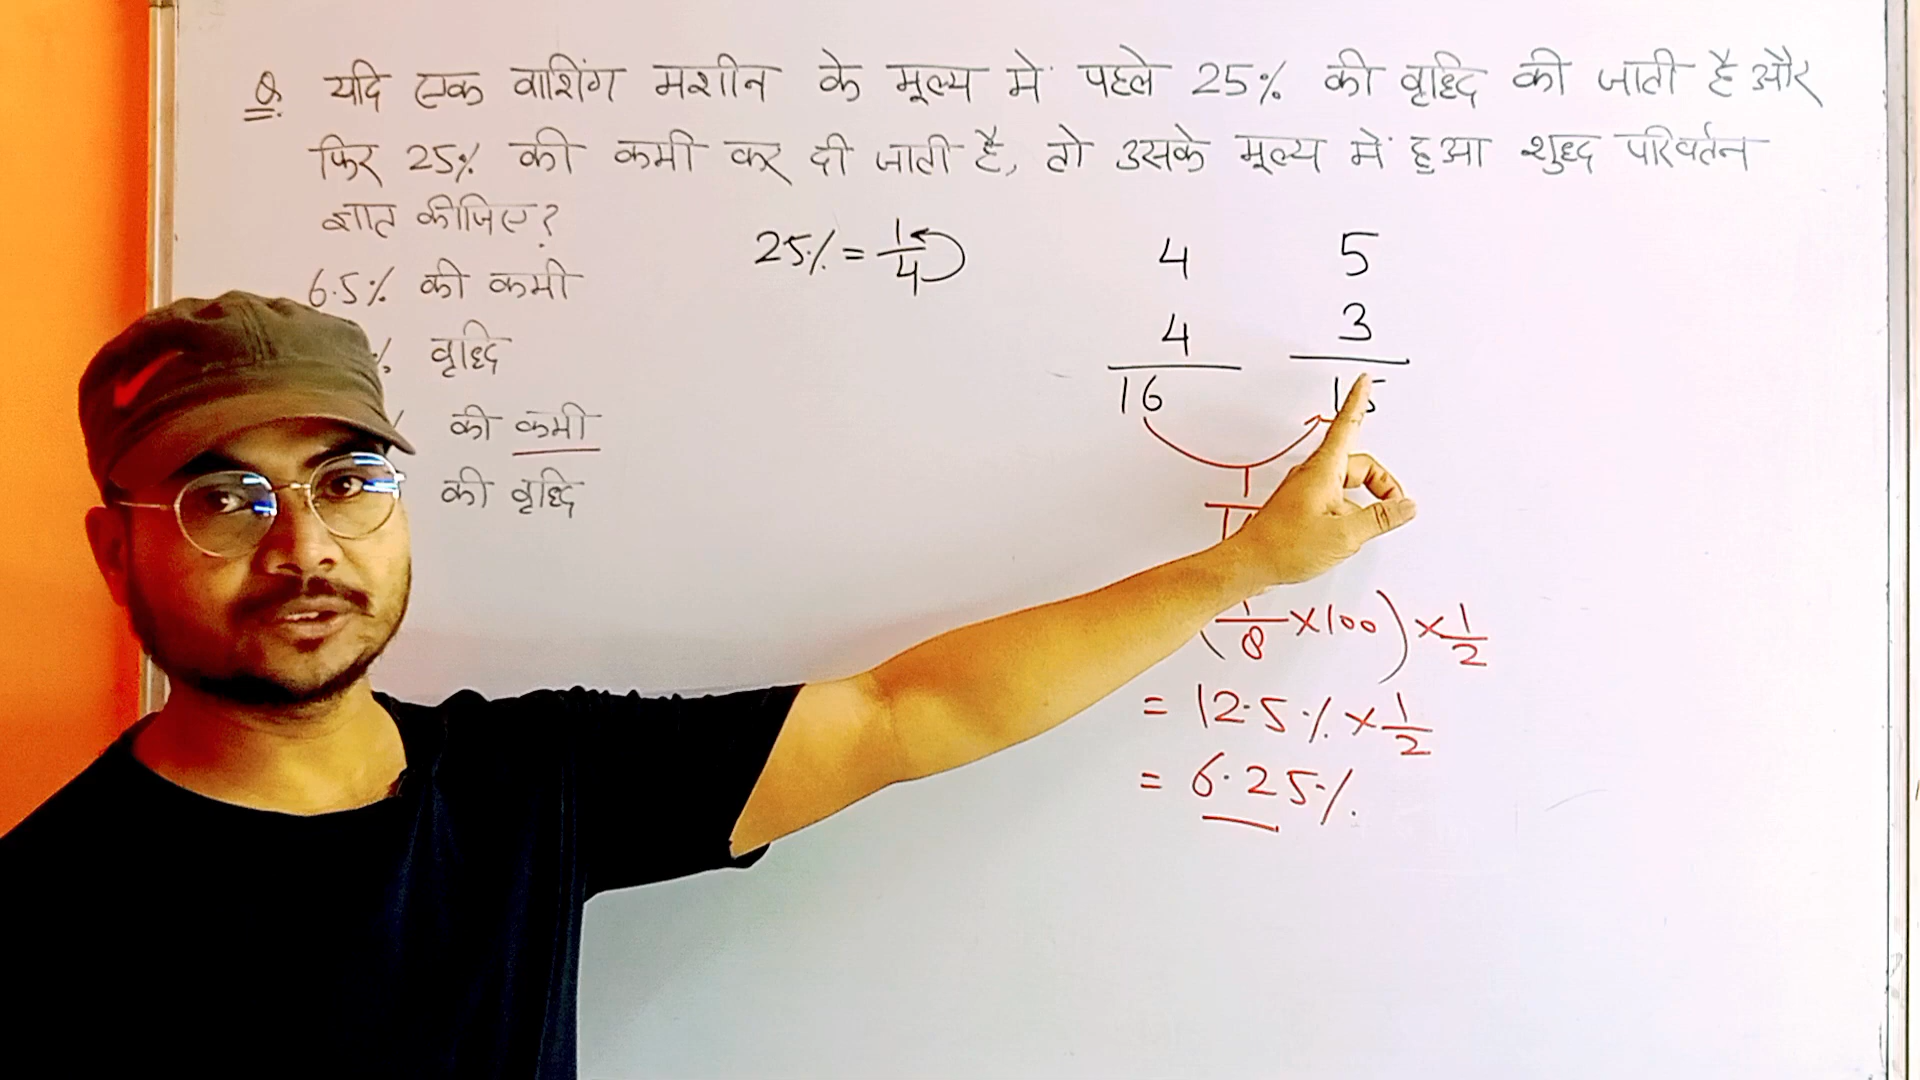 Q. यदि एक वाशिंग मशीन के मूल्य में पहले 25% की वृद्धि की जाती है और
फिर 25% की कमी कर दी जाती है, तो उसके मूल्य में हुआ शुद्ध परिवर्तन
ज्ञात कीजिए?
6.5% की कमी
% वृद्धि
की कमी
की वृद्धि
25% = 1/4
4 5
4 3
16 15
1
(1/8 × 100) × 1/2
= 12.5% × 1/2
= 6.25%